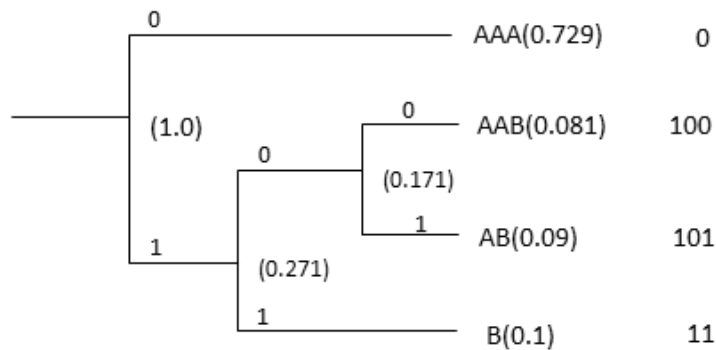 0
AAA(0.729) 0
0
AAB(0.081) 100
(1.0)
0
(0.171)
1
AB(0.09) 101
1
(0.271)
1
B(0.1) 11